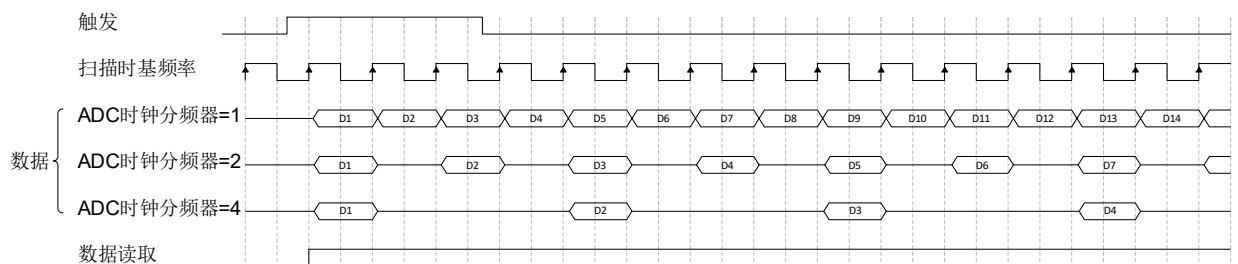 触发
扫描时基频率
ADC时钟分频器=1 D1 D2 D3 D4 D5 D6 D7 D8 D9 D10 D11 D12 D13 D14
数据
ADC时钟分频器=2 D1 D2 D3 D4 D5 D6 D7
ADC时钟分频器=4 D1 D2 D3 D4
数据读取